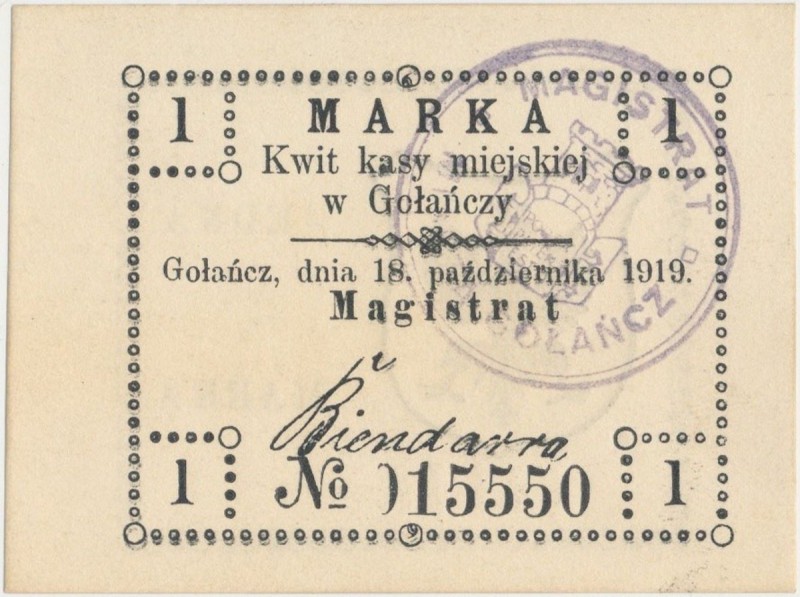 1 MARKA 1
Kwit kasy miejskiej
w Gołańczy
Gołańcz, dnia 18. października 1919.
Magistrat
MAGISTRAT
GOŁAŃCZ
Biendarra
1 № 15550 1